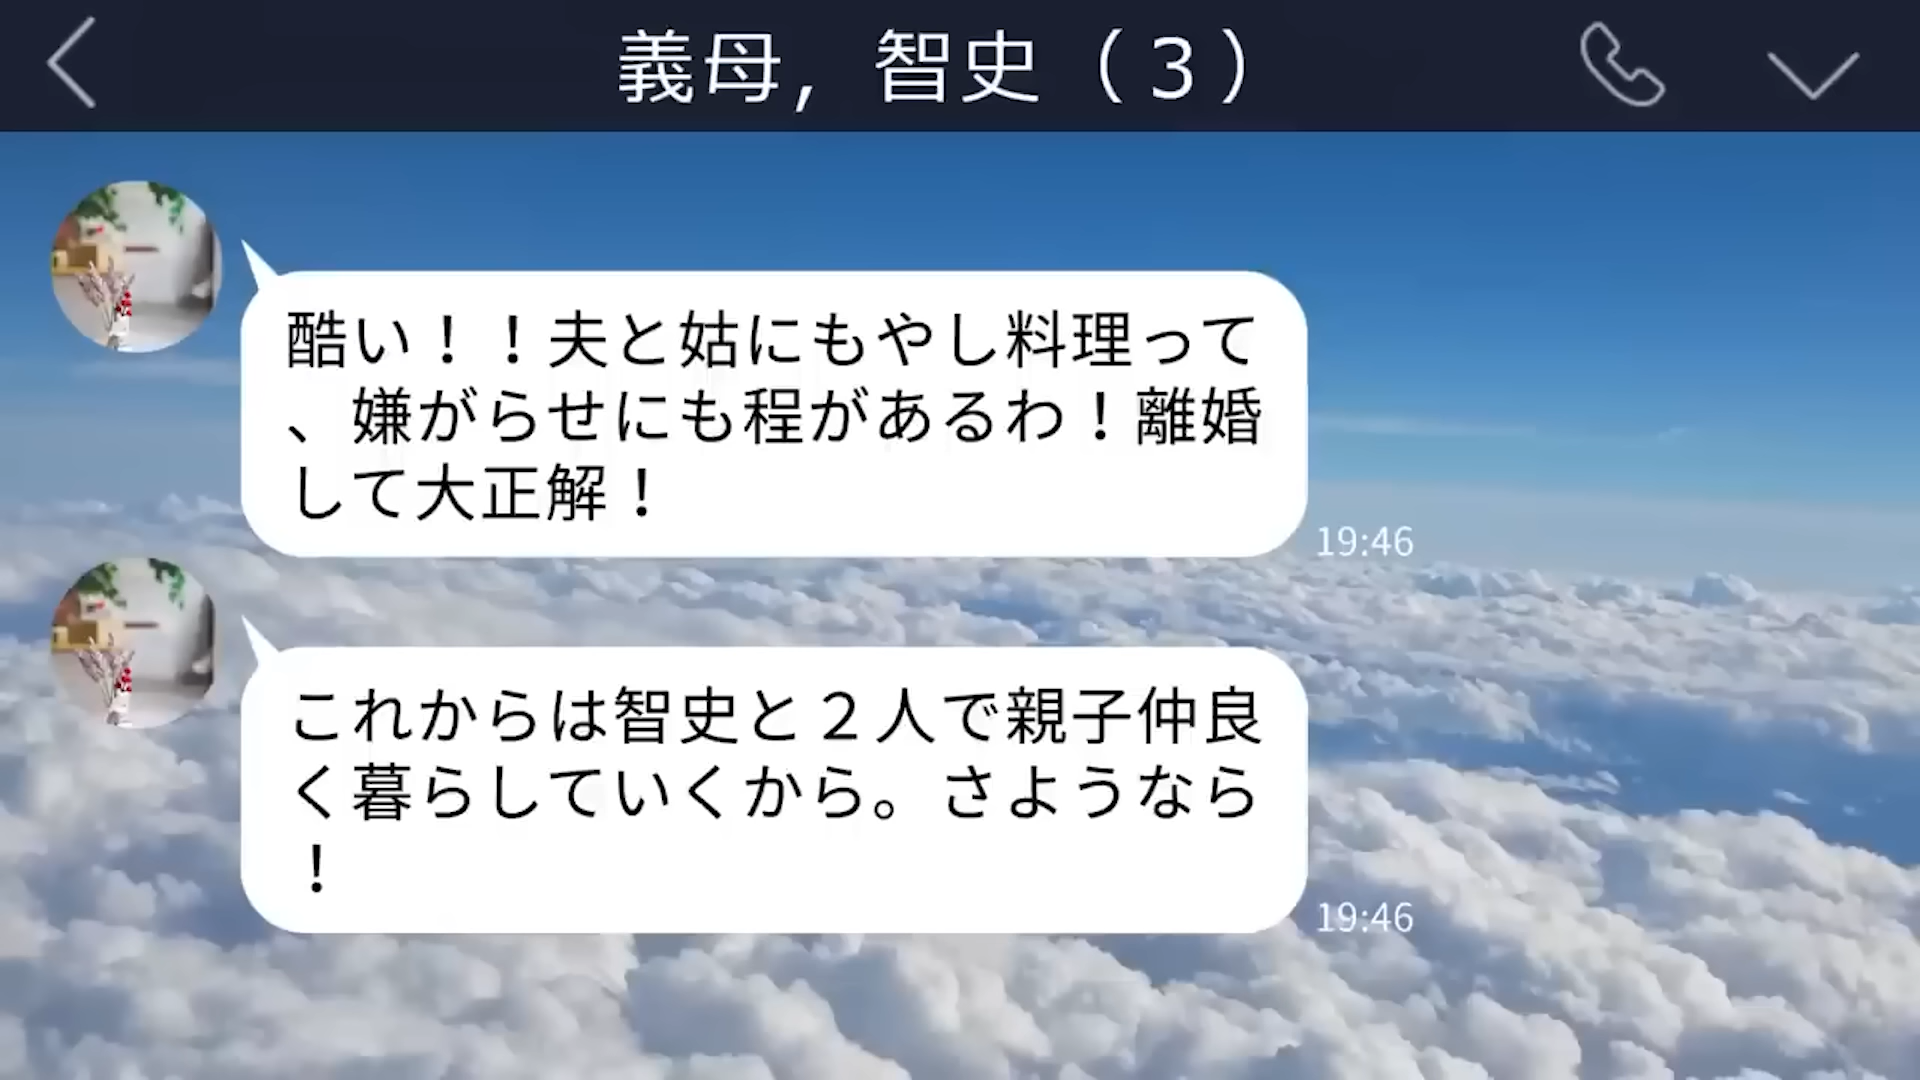 義母，智史（３）
酷い！！夫と姑にもやし料理って
、嫌がらせにも程があるわ！離婚
して大正解！
19:46
これからは智史と２人で親子仲良
く暮らしていくから。さようなら
！
19:46